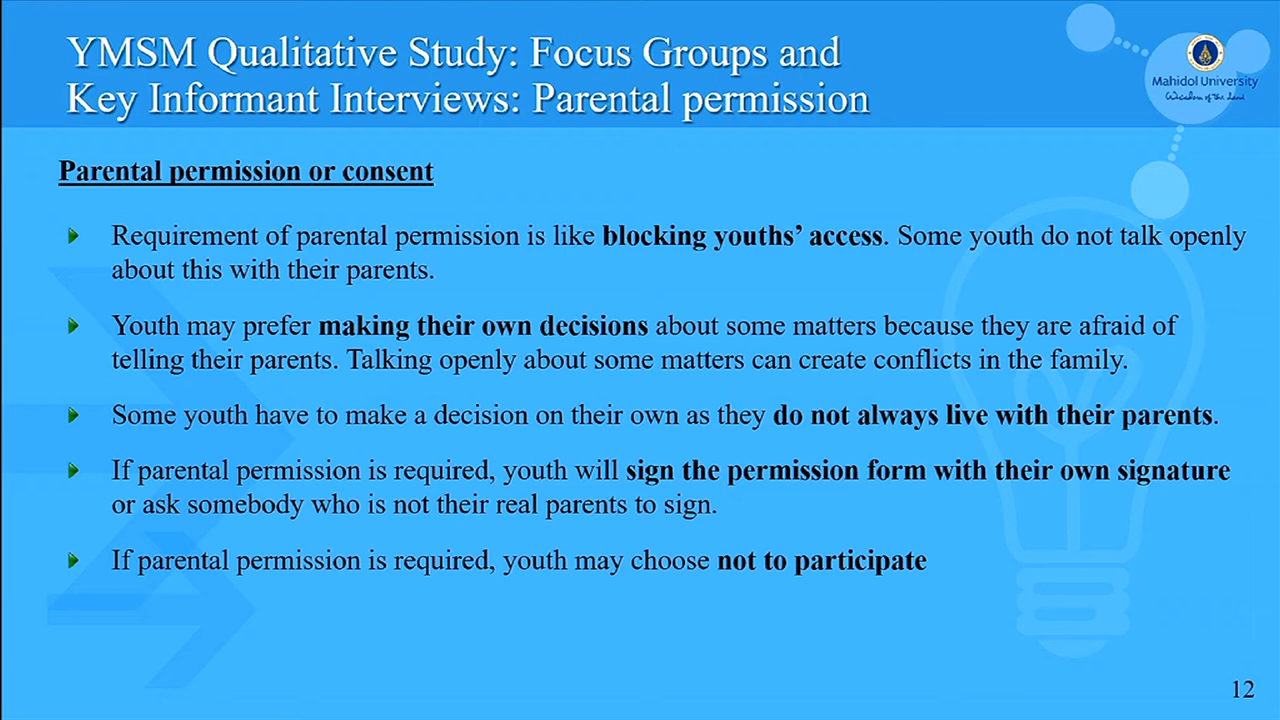 YMSM Qualitative Study: Focus Groups and
Key Informant Interviews: Parental permission
Mahidol University
Wisdom of the Land
Parental permission or consent
Requirement of parental permission is like blocking youths’ access. Some youth do not talk openly
about this with their parents.
Youth may prefer making their own decisions about some matters because they are afraid of
telling their parents. Talking openly about some matters can create conflicts in the family.
Some youth have to make a decision on their own as they do not always live with their parents.
If parental permission is required, youth will sign the permission form with their own signature
or ask somebody who is not their real parents to sign.
If parental permission is required, youth may choose not to participate
12